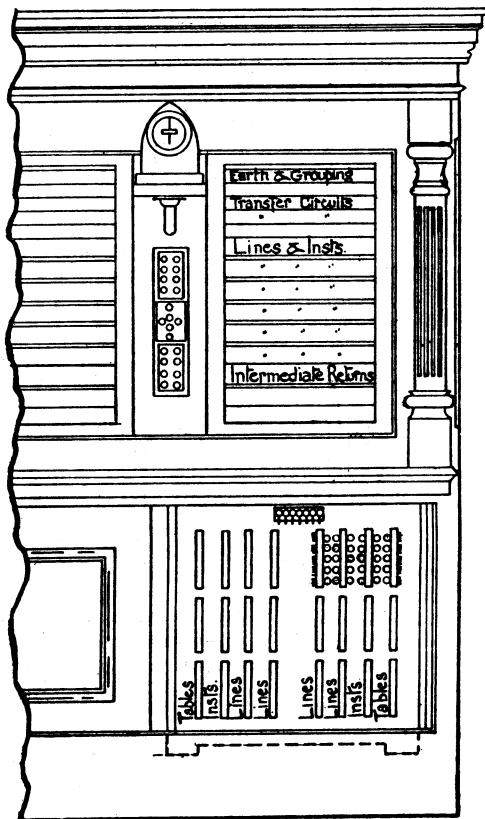 Earth & Grouping
Transfer Circuits
" "
Lines & Insts.
" " "
" " "
" " "
" " "
" " "
Intermediate Returns
Tables
Insts.
Lines
Lines
Lines
Lines
Insts.
Tables